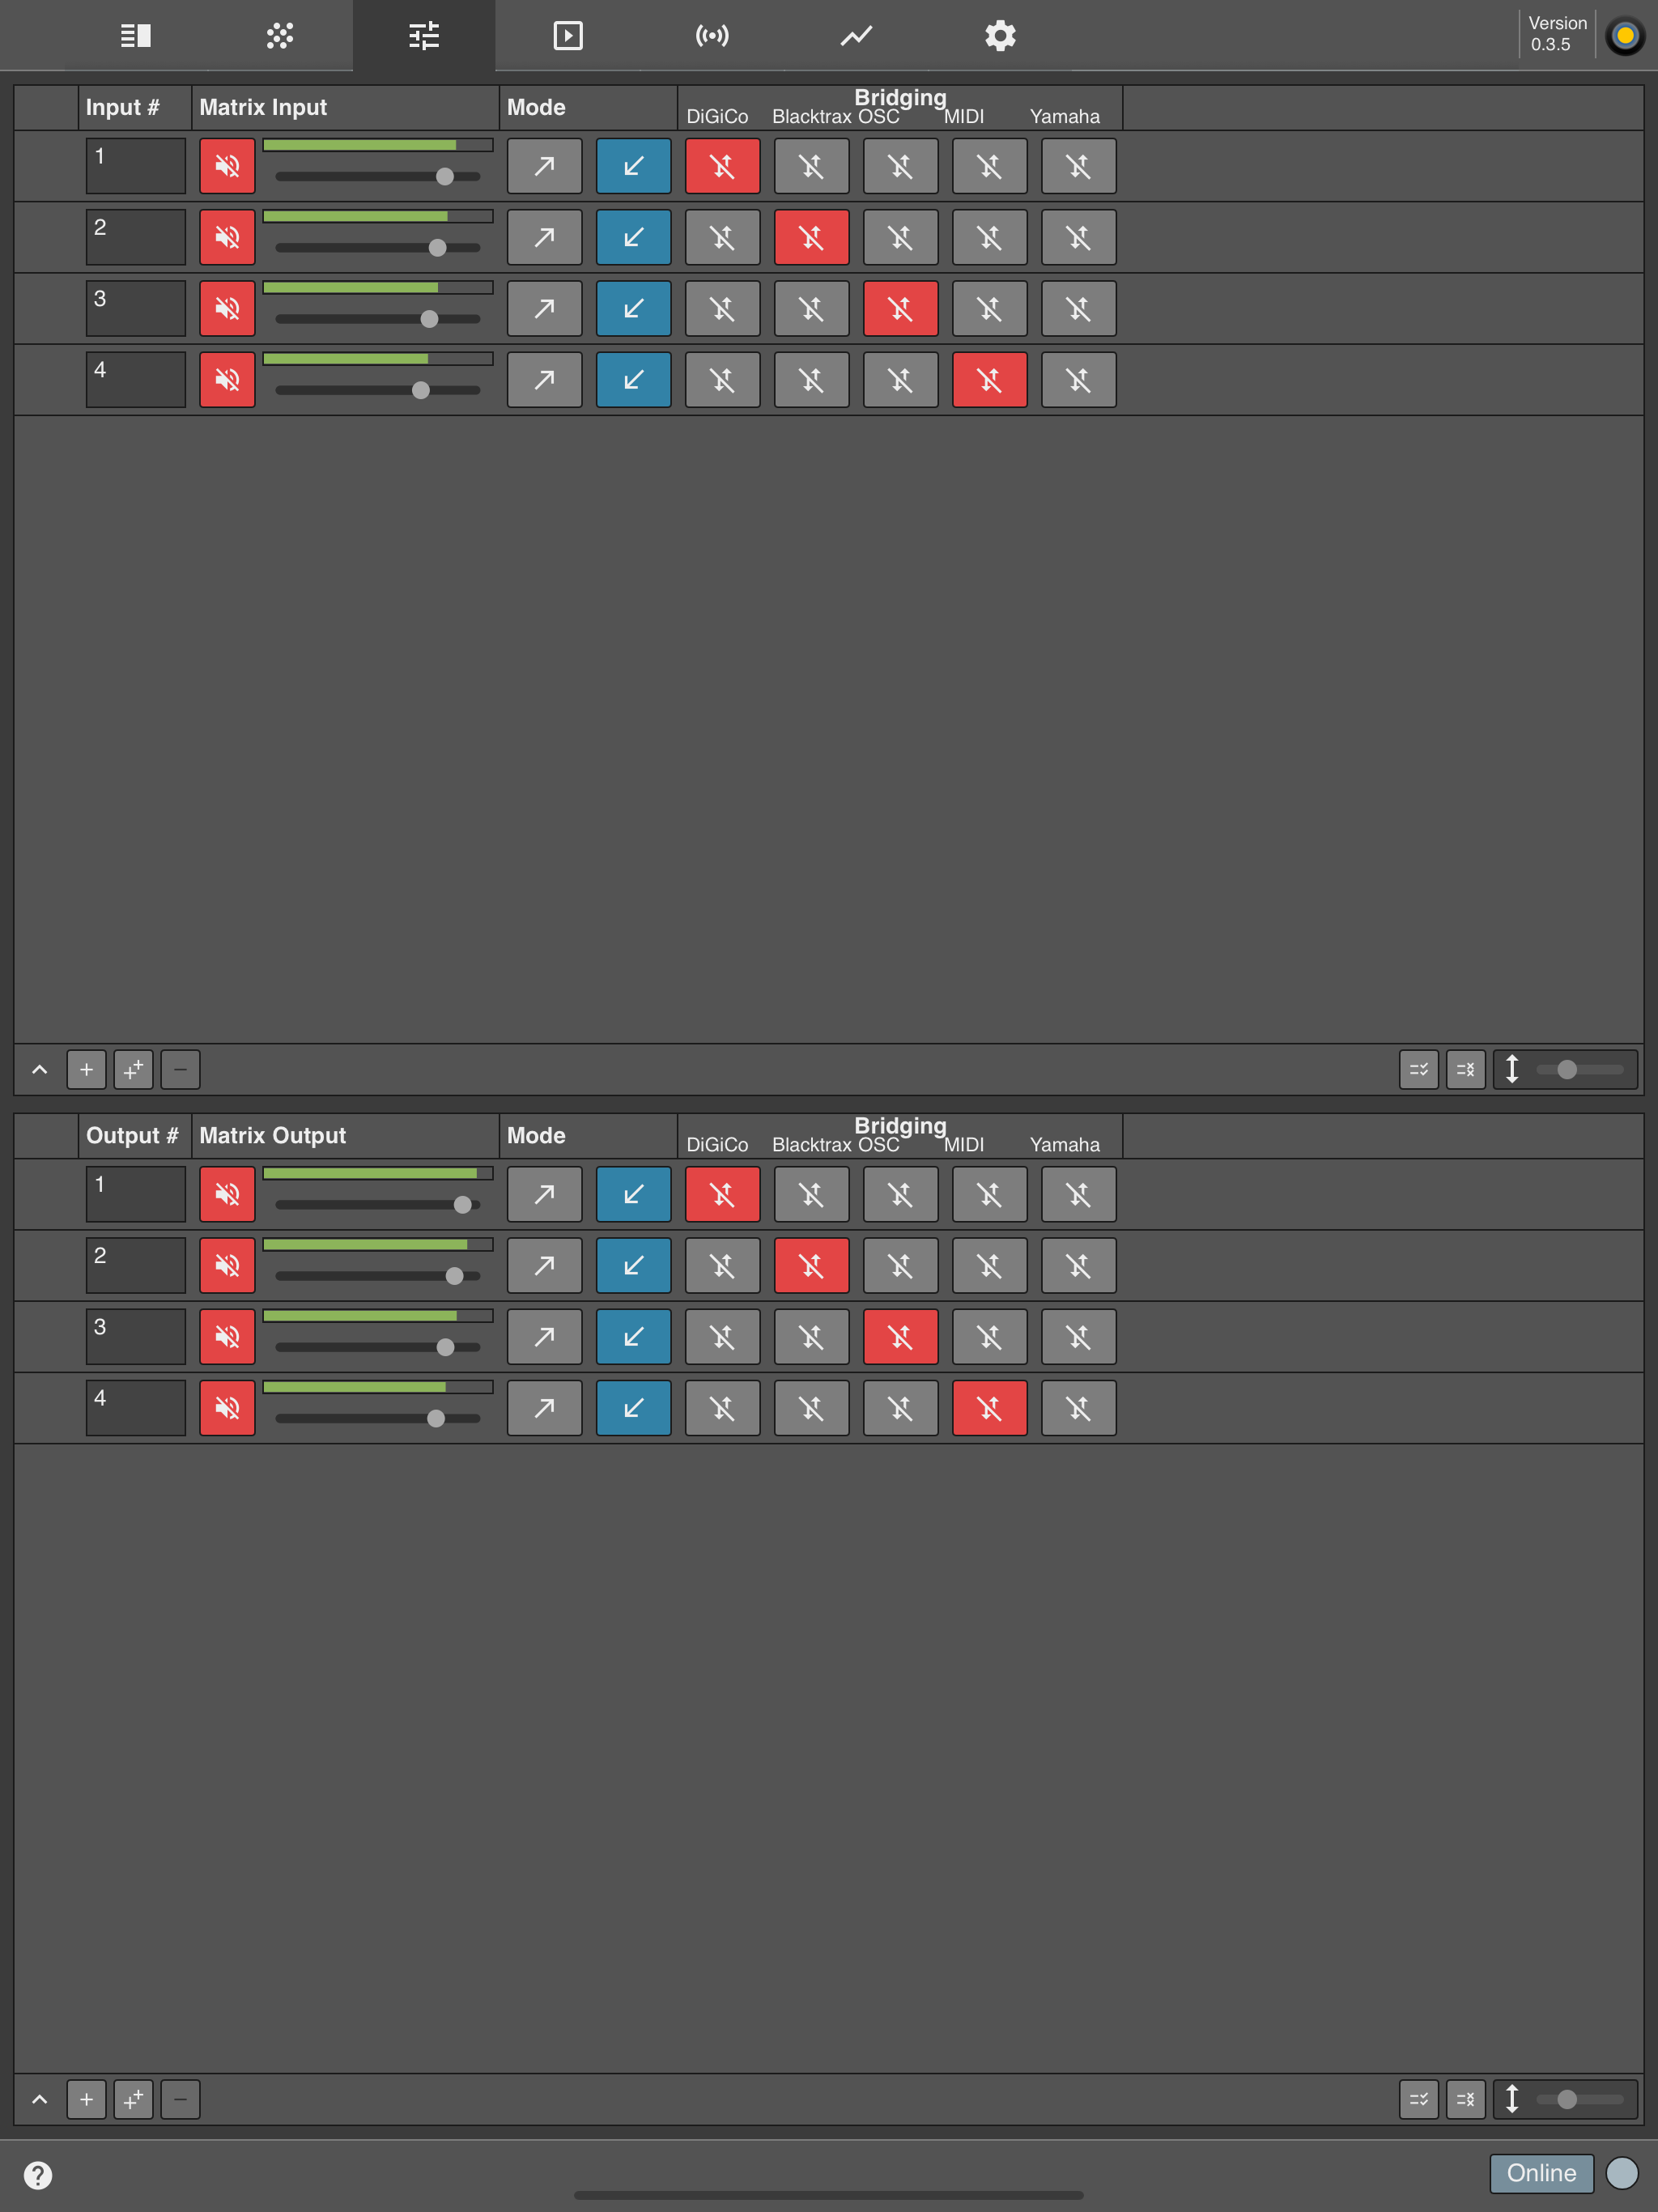 Version
0.3.5
Input #
Matrix Input
Mode
Bridging
DiGiCo Blacktrax OSC MIDI Yamaha
1
2
3
4
Output #
Matrix Output
Mode
Bridging
DiGiCo Blacktrax OSC MIDI Yamaha
1
2
3
4
Online